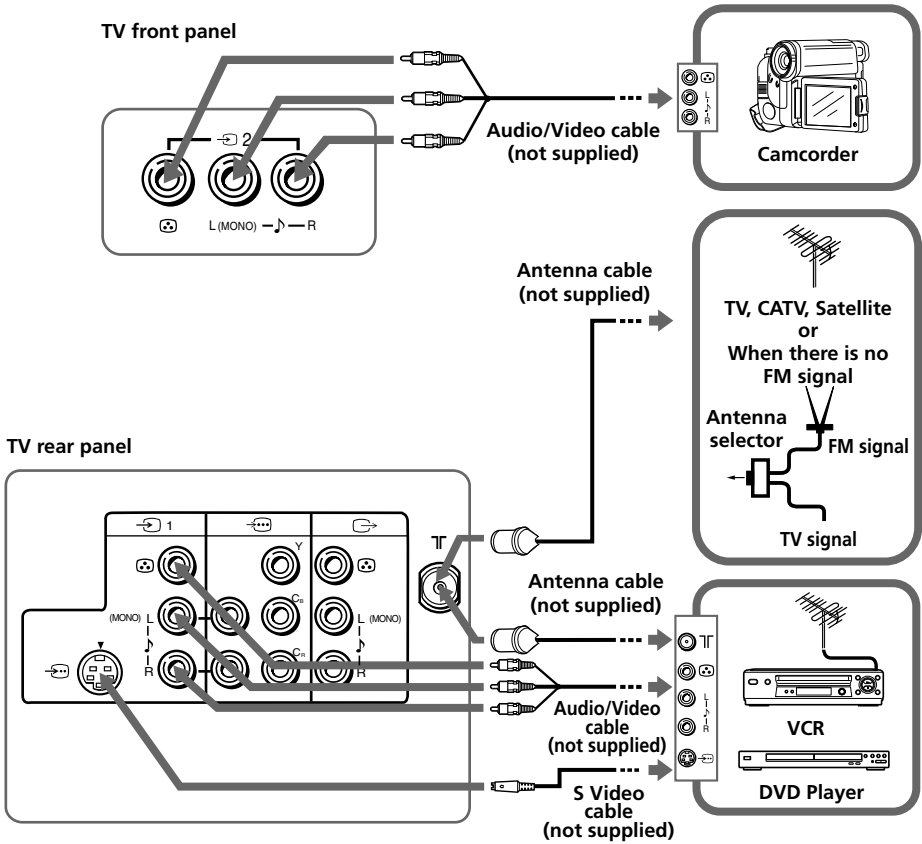 TV front panel
2
L (MONO) R
Audio/Video cable
(not supplied)
L
R
Camcorder
Antenna cable
(not supplied)
TV, CATV, Satellite
or
When there is no
FM signal
Antenna
selector
FM signal
TV signal
TV rear panel
1
Y
(MONO) L
CB
L (MONO)
R
CR
R
Antenna cable
(not supplied)
Audio/Video
cable
(not supplied)
L
R
VCR
DVD Player
S Video
cable
(not supplied)